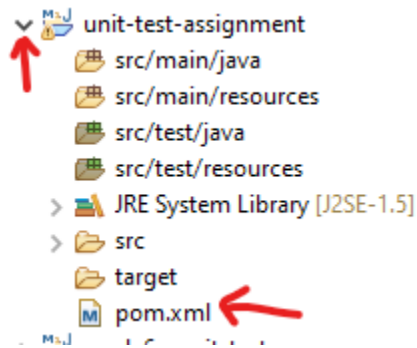 unit-test-assignment
src/main/java
src/main/resources
src/test/java
src/test/resources
JRE System Library [J2SE-1.5]
src
target
pom.xml